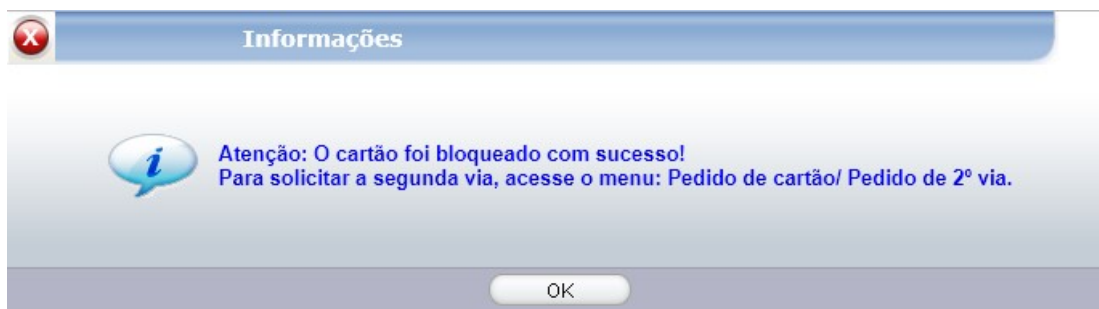 Informações
Atenção: O cartão foi bloqueado com sucesso!
Para solicitar a segunda via, acesse o menu: Pedido de cartão/ Pedido de 2º via.
OK